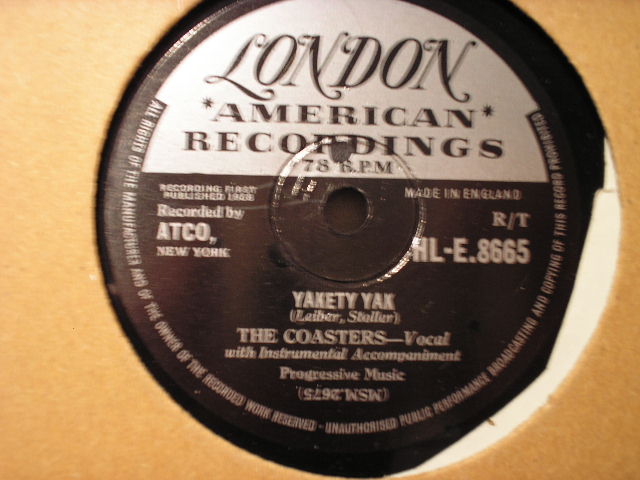 LONDON
*AMERICAN*
RECORDINGS
78 R.P.M
RECORDING FIRST
PUBLISHED 1958
MADE IN ENGLAND
Recorded by
ATCO,
NEW YORK
R/T
HL-E.8665
YAKETY YAK
(Leiber, Stoller)
THE COASTERS—Vocal
with Instrumental Accompaniment
Progressive Music
(MSM.2675)
ALL RIGHTS OF THE MANUFACTURER AND OF THE OWNER OF THE RECORDED WORK RESERVED - UNAUTHORISED PUBLIC PERFORMANCE BROADCASTING AND COPYING OF THIS RECORD PROHIBITED